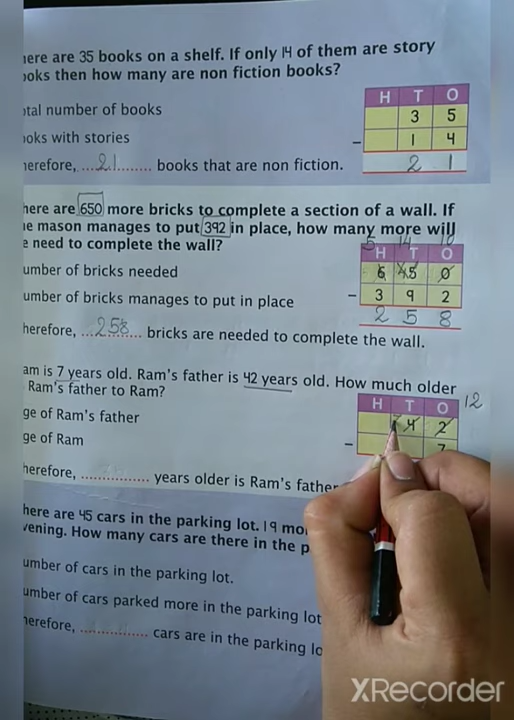 ere are 35 books on a shelf. If only 14 of them are story
oks then how many are non fiction books?
H T O
tal number of books
3 5
oks with stories
- 1 4
erefore, ...21......... books that are non fiction.
2 1
here are 650 more bricks to complete a section of a wall. If
e mason manages to put 392 in place, how many more will
e need to complete the wall?
5 14 10
H T O
umber of bricks needed
6 5 0
umber of bricks manages to put in place
- 3 9 2
2 5 8
herefore, ...258... bricks are needed to complete the wall.
am is 7 years old. Ram's father is 42 years old. How much older
Ram's father to Ram?
H T O 12
ge of Ram's father
4 2
ge of Ram
- 7
herefore, ................ years older is Ram's father
here are 45 cars in the parking lot. 19 mo
vening. How many cars are there in the p
umber of cars in the parking lot.
umber of cars parked more in the parking lot
herefore, ................ cars are in the parking lo
XRecorder